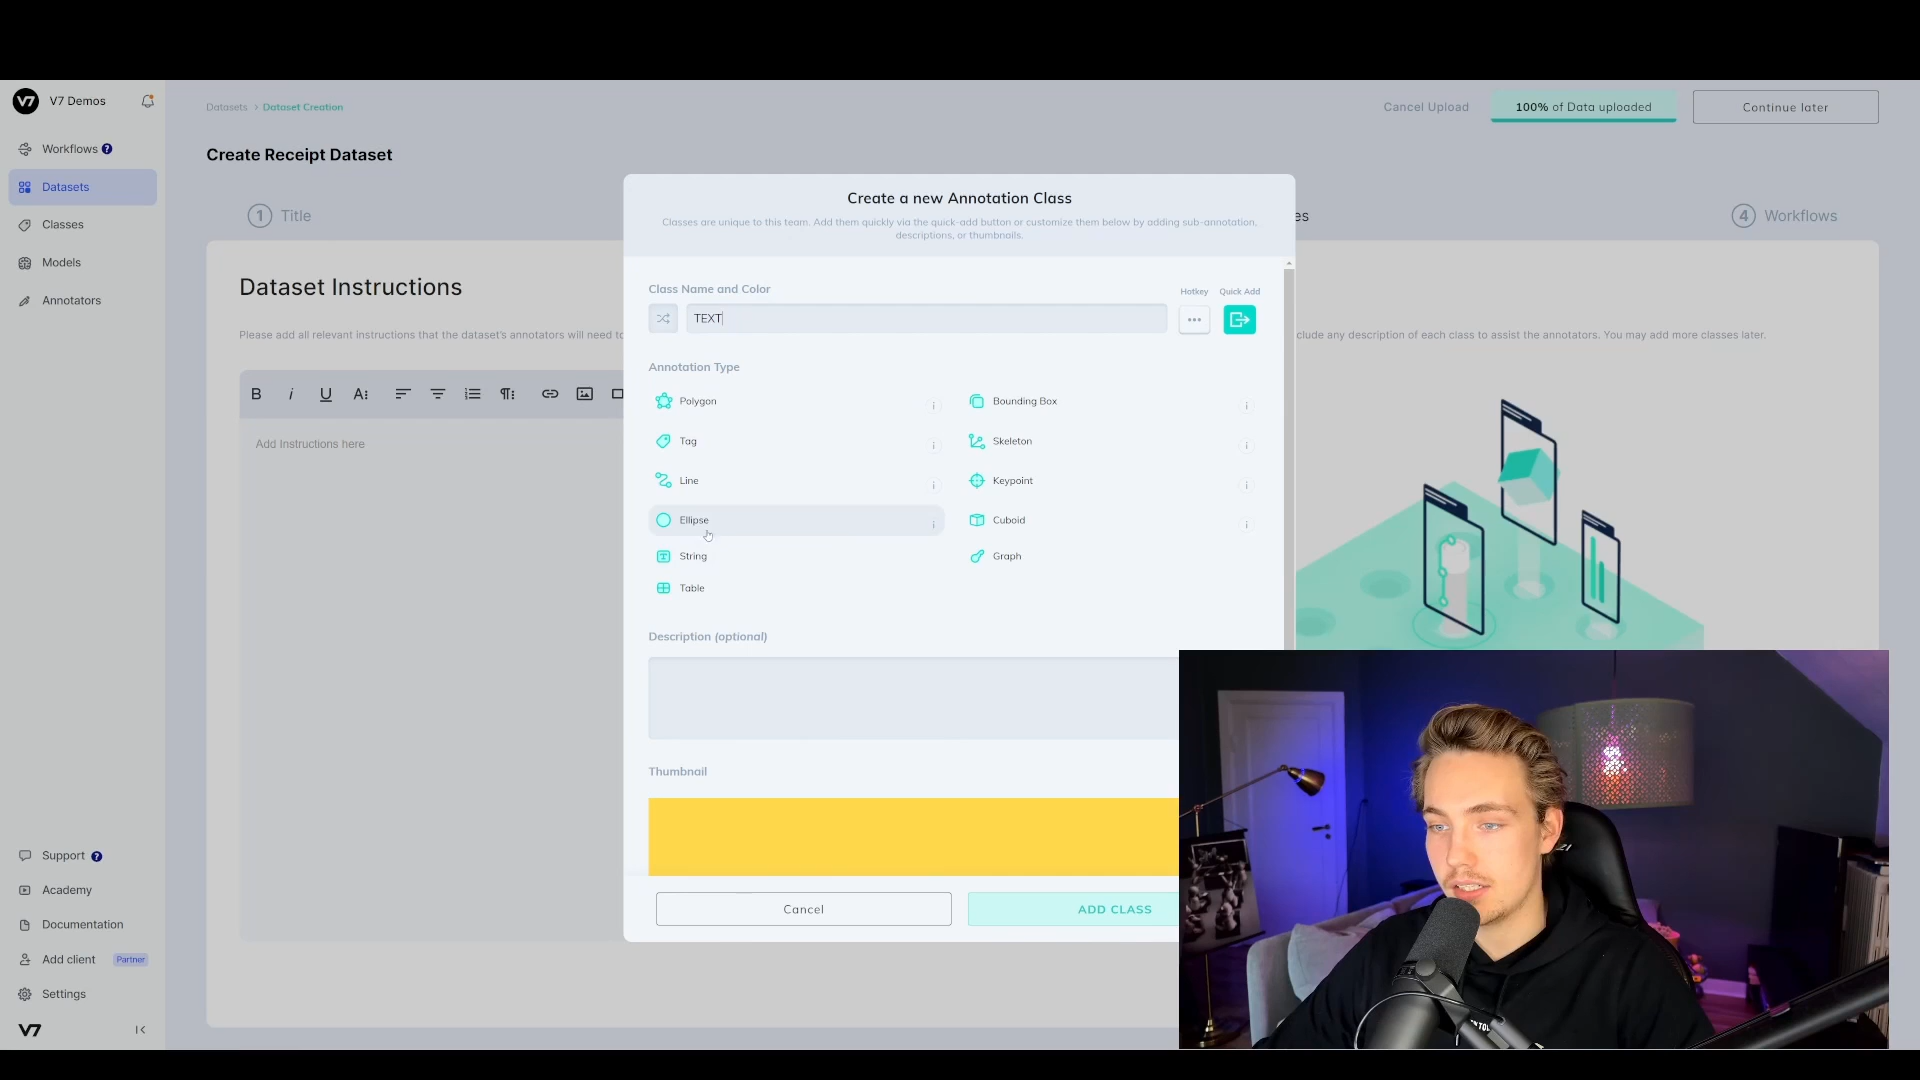 V7 Demos
Workflows ?
Datasets
Classes
Models
Annotators
Support ?
Academy
Documentation
Add client Partner
Settings
V7
Datasets > Dataset Creation
Cancel Upload
100% of Data uploaded
Continue later
Create Receipt Dataset
1 Title
es
4 Workflows
Dataset Instructions
Please add all relevant instructions that the dataset's annotators will need to
clude any description of each class to assist the annotators. You may add more classes later.
B i U A
Add Instructions here
Create a new Annotation Class
Classes are unique to this team. Add them quickly via the quick-add button or customize them below by adding sub-annotation,
descriptions, or thumbnails.
Class Name and Color
Hotkey Quick Add
TEXT
Annotation Type
Polygon i
Bounding Box i
Tag i
Skeleton i
Line i
Keypoint i
Ellipse i
Cuboid i
String
Graph
Table
Description (optional)
Thumbnail
Cancel
ADD CLASS